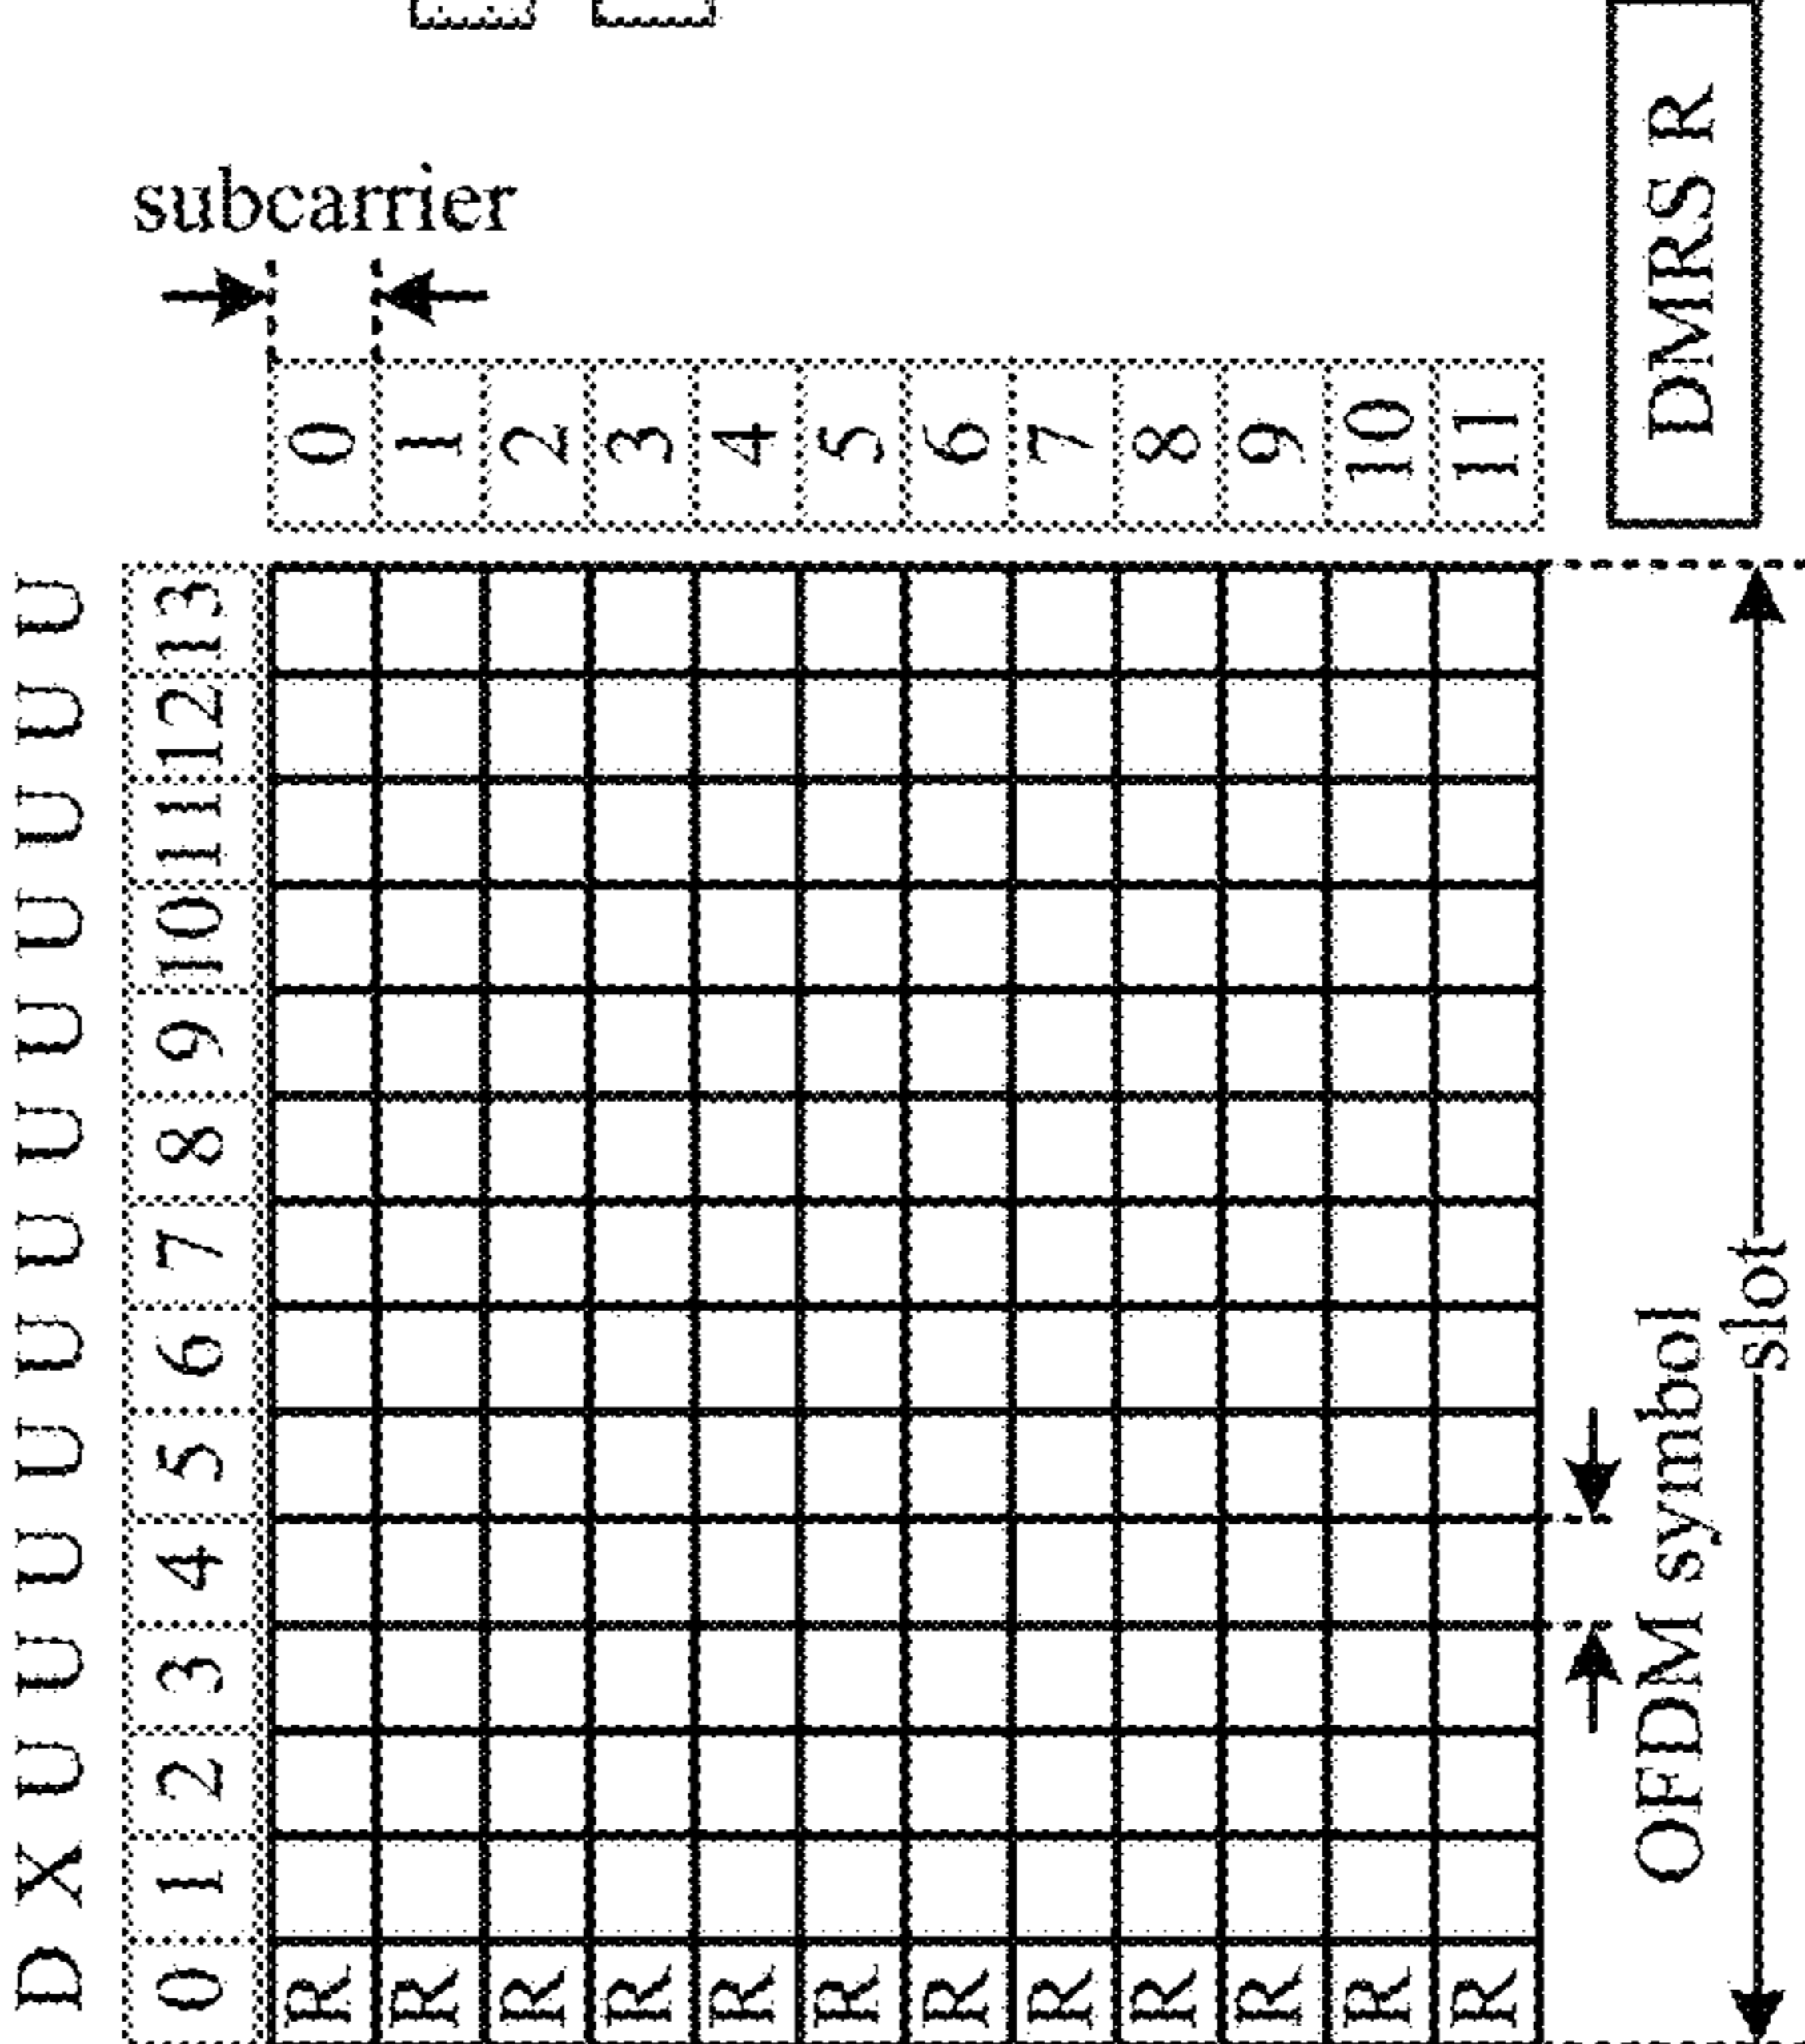 D X U U U U U U U U U U U U
0 1 2 3 4 5 6 7 8 9 10 11 12 13
subcarrier
R 0
R 1
R 2
R 3
R 4
R 5
R 6
R 7
R 8
R 9
R 10
R 11
OFDM symbol
slot
DMRS R